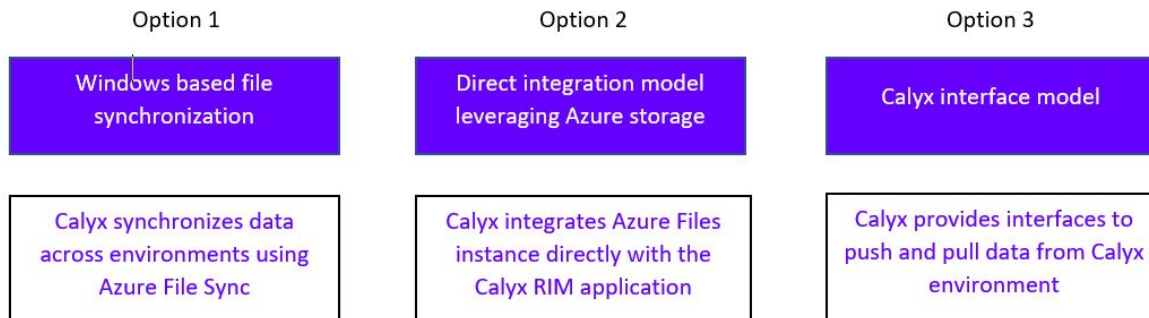 Option 1
Option 2
Option 3
Windows based file
synchronization
Direct integration model
leveraging Azure storage
Calyx interface model
Calyx synchronizes data
across environments using
Azure File Sync
Calyx integrates Azure Files
instance directly with the
Calyx RIM application
Calyx provides interfaces to
push and pull data from Calyx
environment